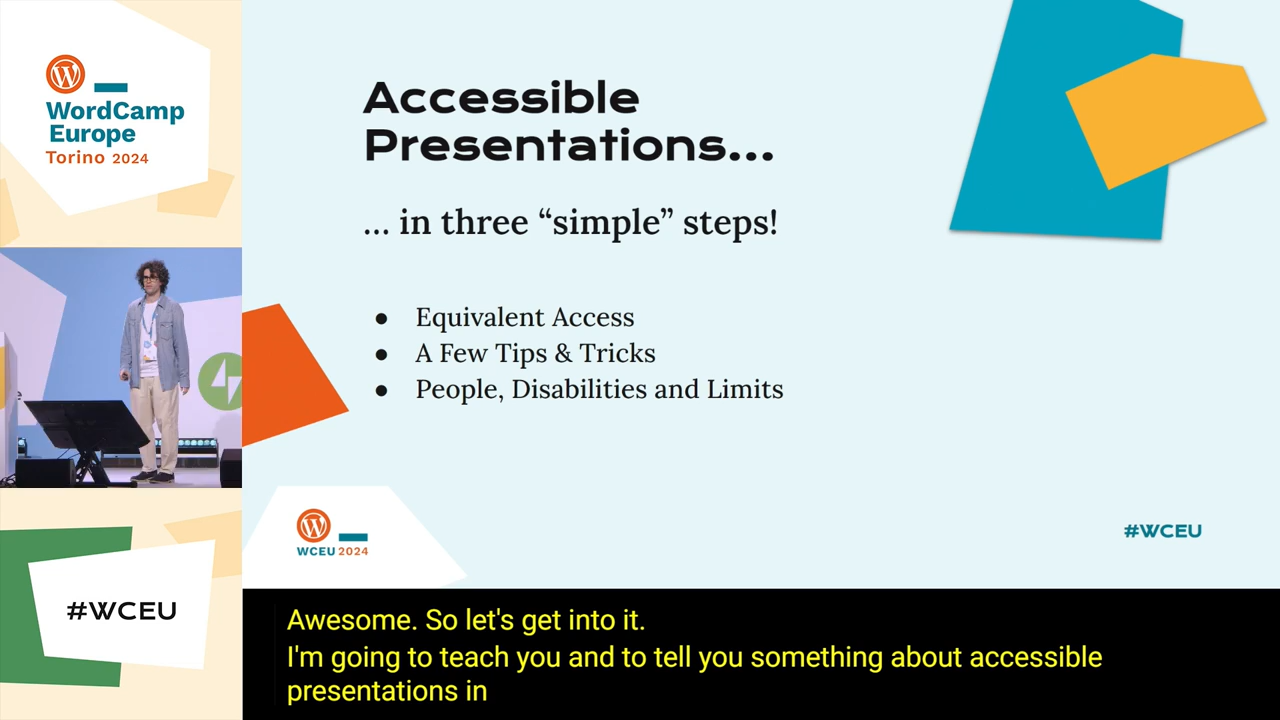 WordCamp
Europe
Torino 2024
Accessible
Presentations...
... in three “simple” steps!
● Equivalent Access
● A Few Tips & Tricks
● People, Disabilities and Limits
WCEU 2024
#WCEU
#WCEU
Awesome. So let's get into it.
I'm going to teach you and to tell you something about accessible
presentations in